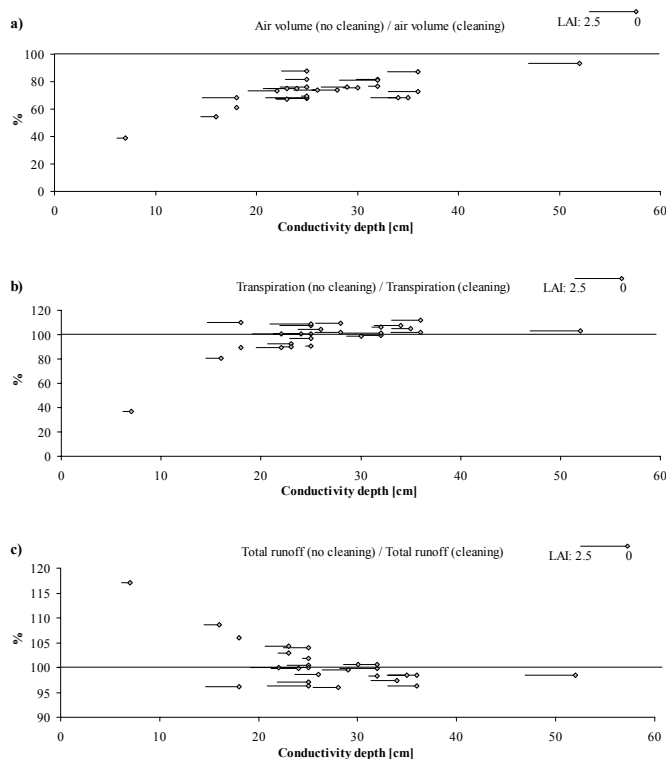 a) Air volume (no cleaning) / air volume (cleaning) LAI: 2.5 0
100
80
60
40
20
0
%
0 10 20 30 40 50 60
Conductivity depth [cm]
b) Transpiration (no cleaning) / Transpiration (cleaning) LAI: 2.5 0
120
100
80
60
40
20
0
%
0 10 20 30 40 50 60
Conductivity depth [cm]
c) Total runoff (no cleaning) / Total runoff (cleaning) LAI: 2.5 0
120
115
110
105
100
95
90
%
0 10 20 30 40 50 60
Conductivity depth [cm]